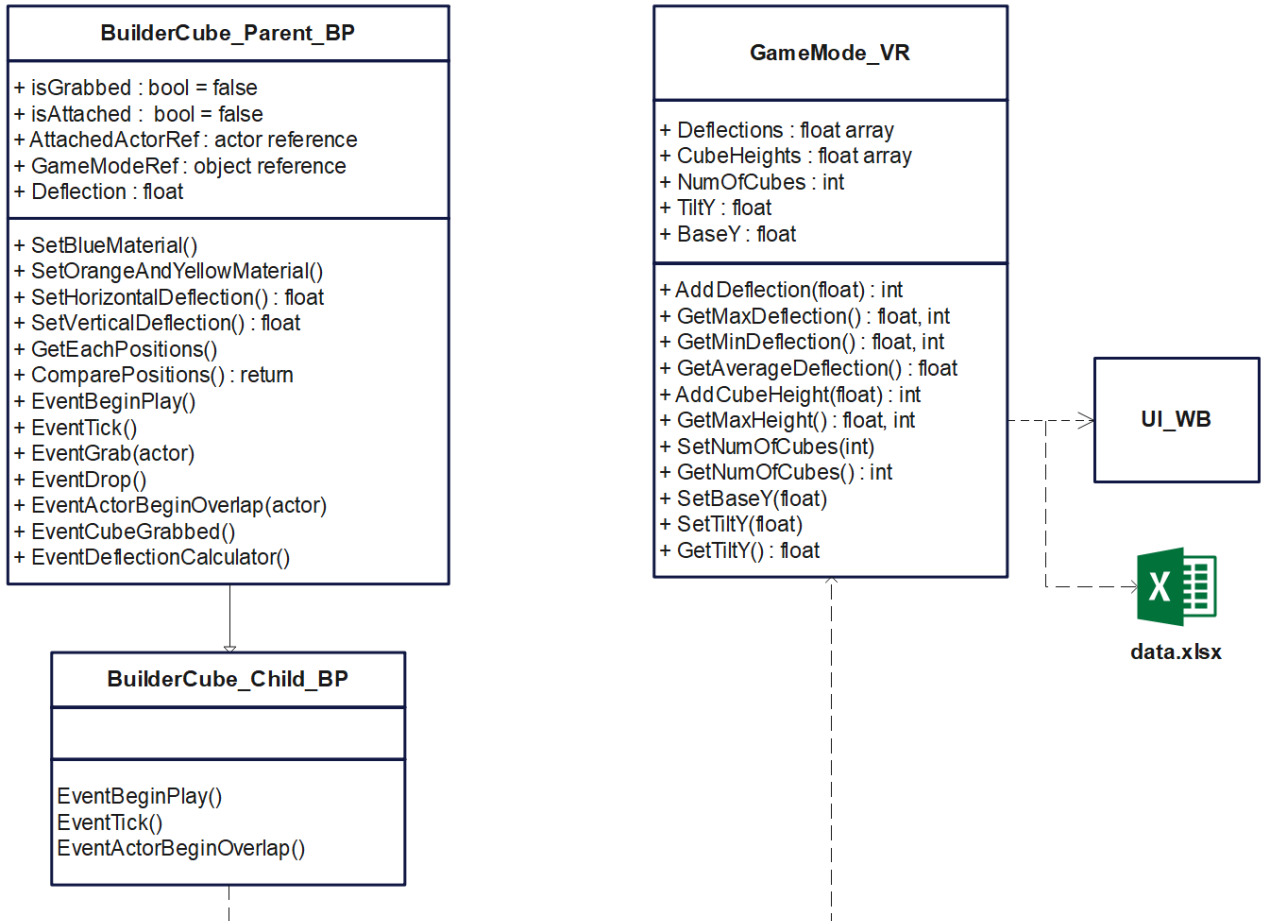 BuilderCube_Parent_BP
+ isGrabbed : bool = false
+ isAttached : bool = false
+ AttachedActorRef : actor reference
+ GameModeRef : object reference
+ Deflection : float
+ SetBlueMaterial()
+ SetOrangeAndYellowMaterial()
+ SetHorizontalDeflection() : float
+ SetVerticalDeflection() : float
+ GetEachPositions()
+ ComparePositions() : return
+ EventBeginPlay()
+ EventTick()
+ EventGrab(actor)
+ EventDrop()
+ EventActorBeginOverlap(actor)
+ EventCubeGrabbed()
+ EventDeflectionCalculator()
BuilderCube_Child_BP
EventBeginPlay()
EventTick()
EventActorBeginOverlap()
GameMode_VR
+ Deflections : float array
+ CubeHeights : float array
+ NumOfCubes : int
+ TiltY : float
+ BaseY : float
+ AddDeflection(float) : int
+ GetMaxDeflection() : float, int
+ GetMinDeflection() : float, int
+ GetAverageDeflection() : float
+ AddCubeHeight(float) : int
+ GetMaxHeight() : float, int
+ SetNumOfCubes(int)
+ GetNumOfCubes() : int
+ SetBaseY(float)
+ SetTiltY(float)
+ GetTiltY() : float
UI_WB
X
data.xlsx